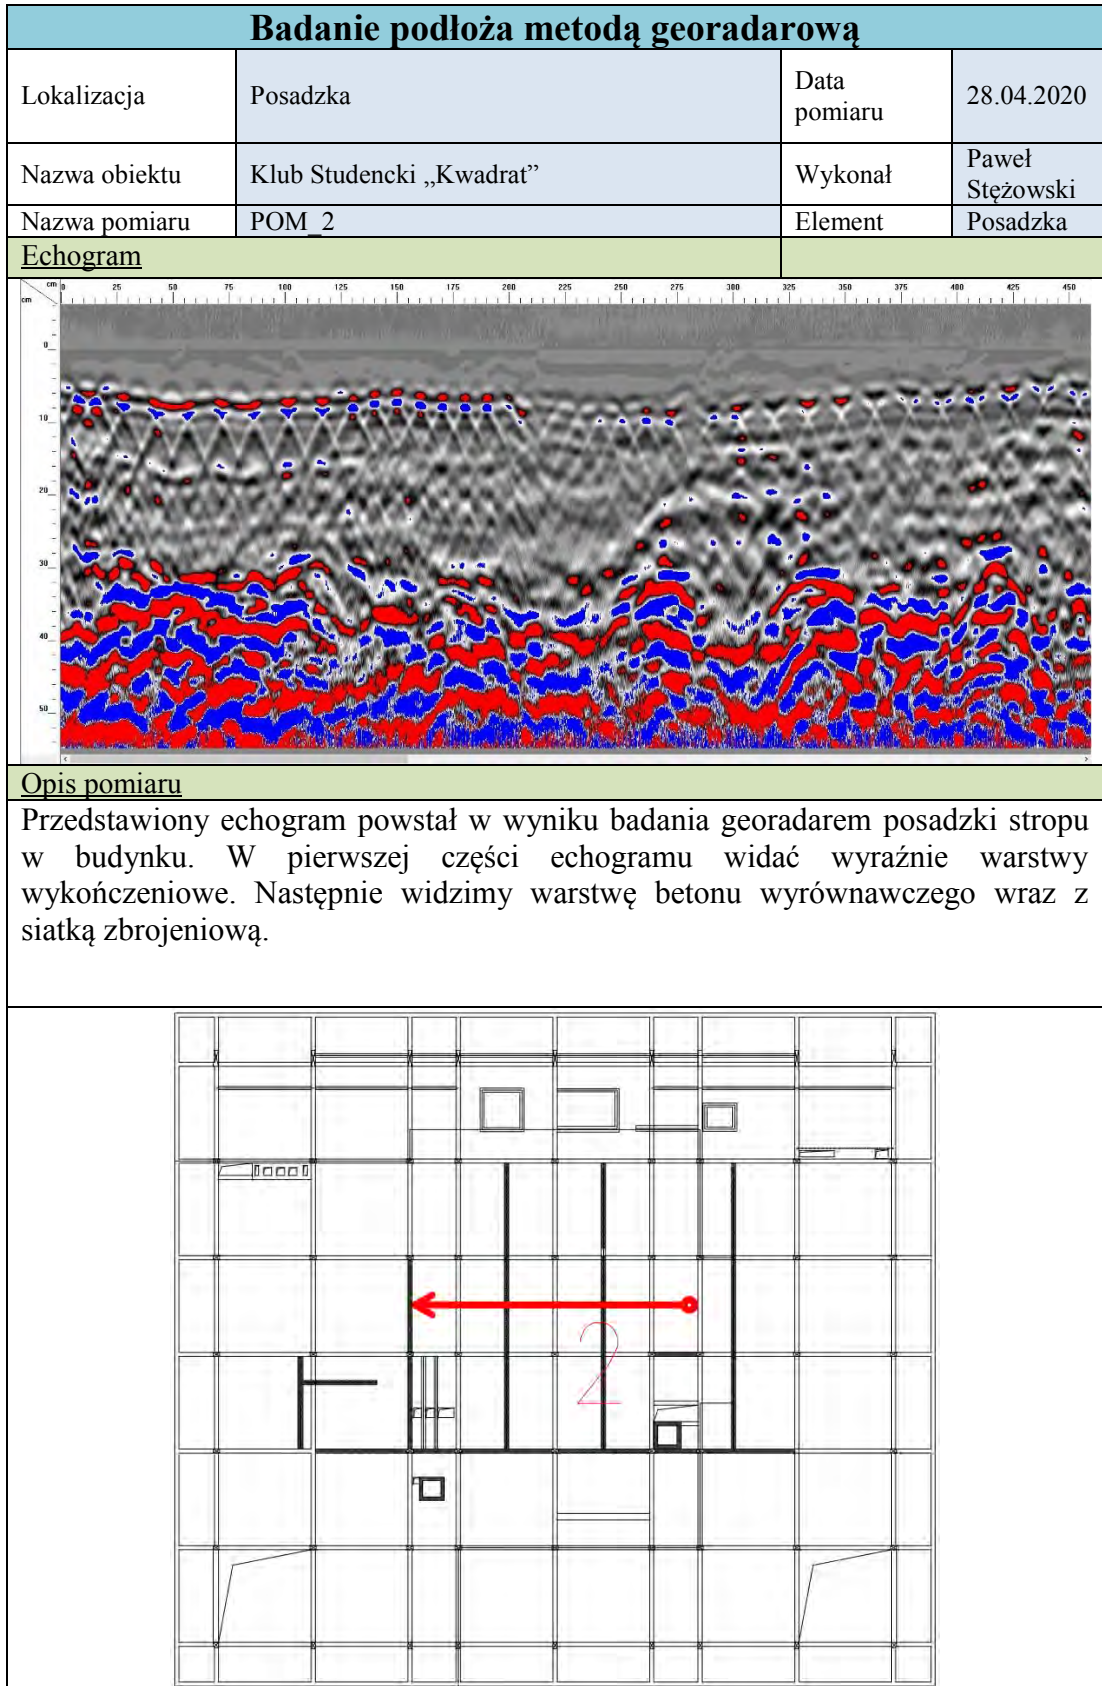 Badanie podłoża metodą georadarową
Lokalizacja
Posadzka
Data
pomiaru
28.04.2020
Nazwa obiektu
Klub Studencki „Kwadrat”
Wykonał
Paweł
Stężowski
Nazwa pomiaru
POM_2
Element
Posadzka
Echogram
cm 0 25 50 75 100 125 150 175 200 225 250 275 300 325 350 375 400 425 450
cm
0
10
20
30
40
50
Opis pomiaru
Przedstawiony echogram powstał w wyniku badania georadarem posadzki stropu
w budynku. W pierwszej części echogramu widać wyraźnie warstwy
wykończeniowe. Następnie widzimy warstwę betonu wyrównawczego wraz z
siatką zbrojeniową.
2